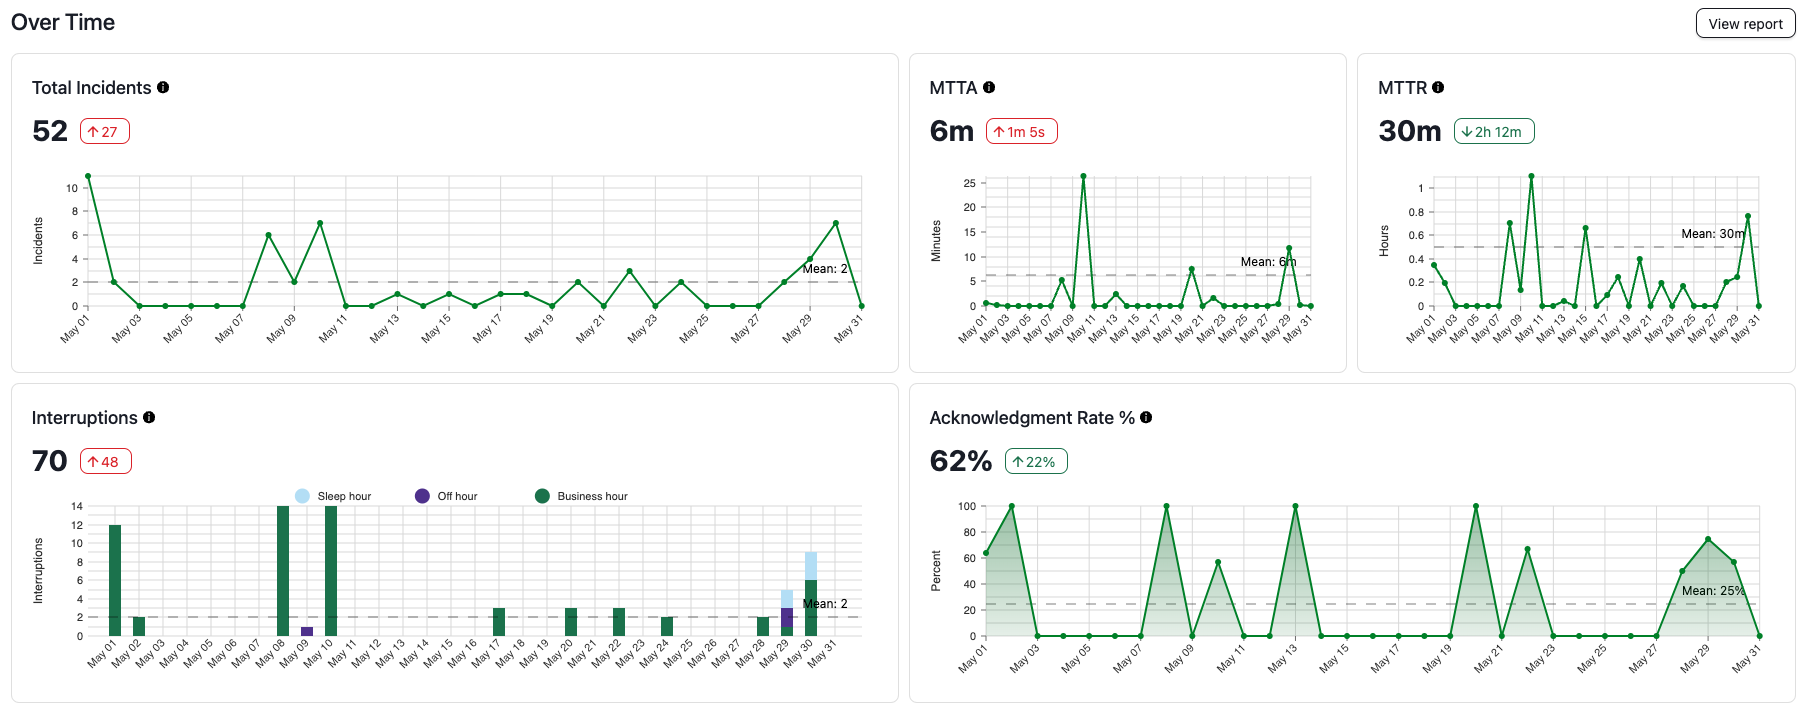 Over Time
View report
Total Incidents
52 ↑ 27
Incidents
10
8
6
4
2
0
Mean: 2
May 01 May 03 May 05 May 07 May 09 May 11 May 13 May 15 May 17 May 19 May 21 May 23 May 25 May 27 May 29 May 31
MTTA
6m ↑ 1m 5s
Minutes
25
20
15
10
5
0
Mean: 6m
May 01 May 03 May 05 May 07 May 09 May 11 May 13 May 15 May 17 May 19 May 21 May 23 May 25 May 27 May 29 May 31
MTTR
30m ↓ 2h 12m
Hours
1
0.8
0.6
0.4
0.2
0
Mean: 30m
May 01 May 03 May 05 May 07 May 09 May 11 May 13 May 15 May 17 May 19 May 21 May 23 May 25 May 27 May 29 May 31
Interruptions
70 ↑ 48
Sleep hour Off hour Business hour
Interruptions
14
12
10
8
6
4
2
0
Mean: 2
May 01 May 02 May 03 May 04 May 05 May 06 May 07 May 08 May 09 May 10 May 11 May 12 May 13 May 14 May 15 May 16 May 17 May 18 May 19 May 20 May 21 May 22 May 23 May 24 May 25 May 26 May 27 May 28 May 29 May 30 May 31
Acknowledgment Rate %
62% ↑ 22%
Percent
100
80
60
40
20
0
Mean: 25%
May 01 May 03 May 05 May 07 May 09 May 11 May 13 May 15 May 17 May 19 May 21 May 23 May 25 May 27 May 29 May 31